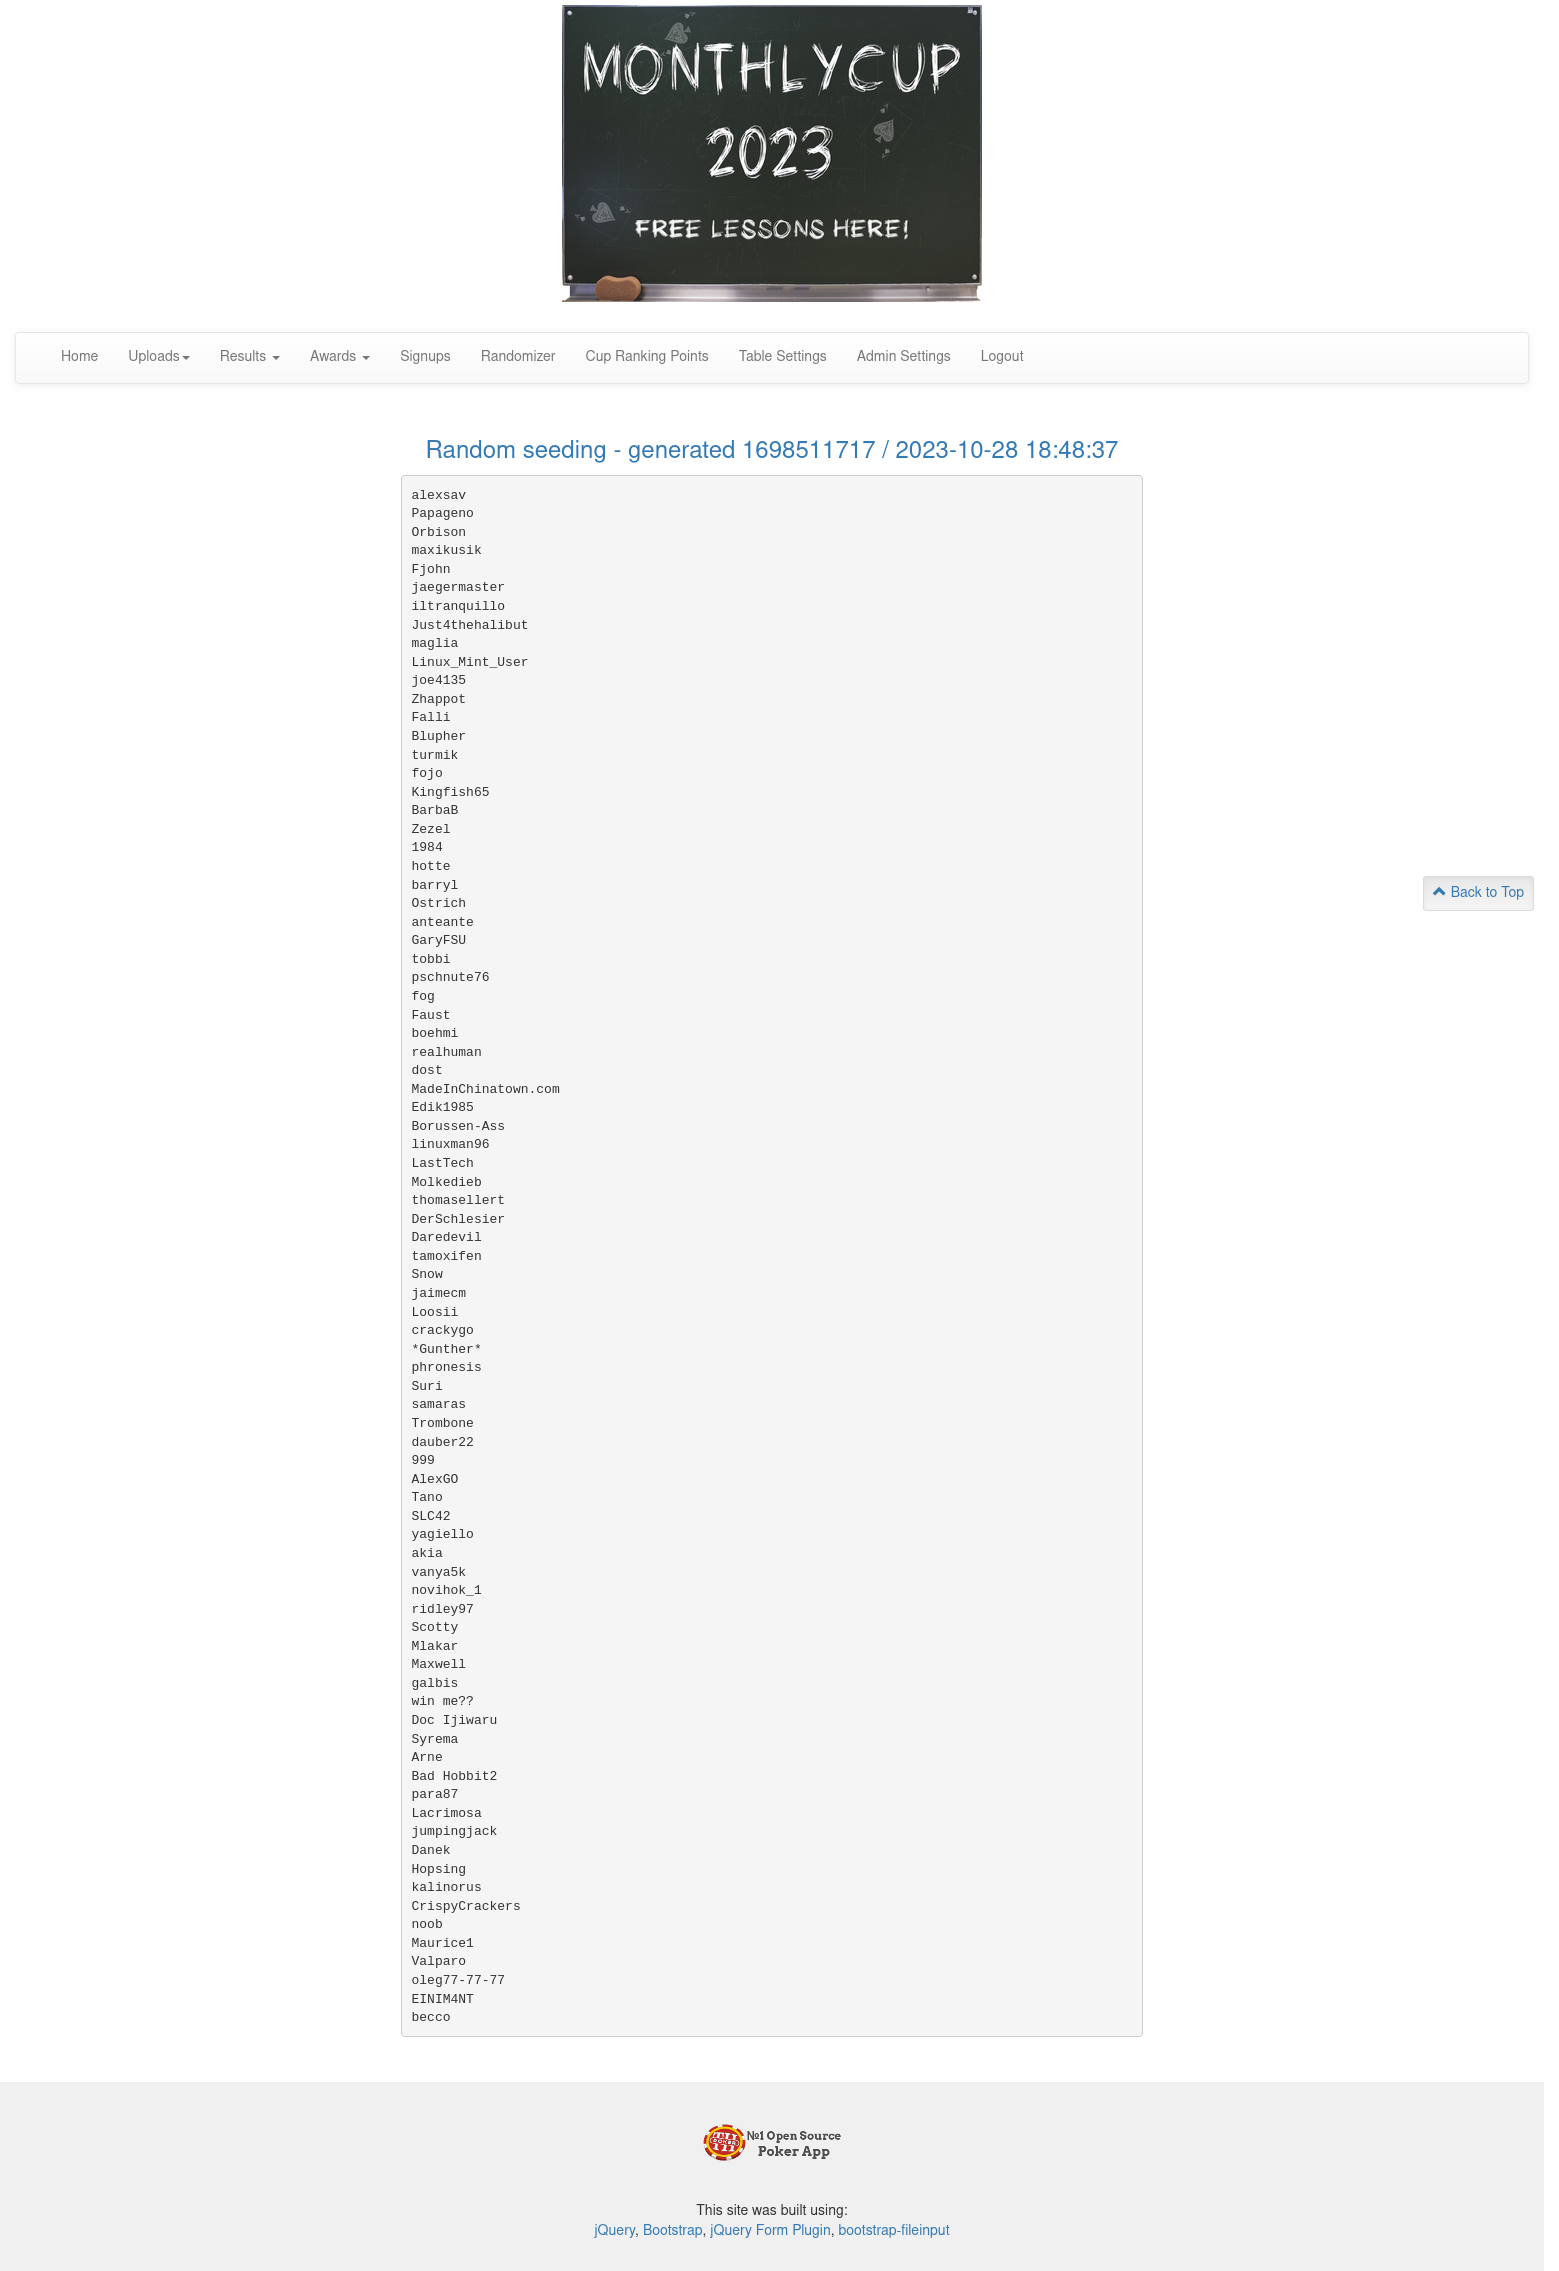 MONTHLYCUP
2023
FREE LESSONS HERE!
Home Uploads Results Awards Signups Randomizer Cup Ranking Points Table Settings Admin Settings Logout
Random seeding - generated 1698511717 / 2023-10-28 18:48:37
alexsav
Papageno
Orbison
maxikusik
Fjohn
jaegermaster
iltranquillo
Just4thehalibut
maglia
Linux_Mint_User
joe4135
Zhappot
Falli
Blupher
turmik
fojo
Kingfish65
BarbaB
Zezel
1984
hotte
barryl
Ostrich
anteante
GaryFSU
tobbi
pschnute76
fog
Faust
boehmi
realhuman
dost
MadeInChinatown.com
Edik1985
Borussen-Ass
linuxman96
LastTech
Molkedieb
thomasellert
DerSchlesier
Daredevil
tamoxifen
Snow
jaimecm
Loosii
crackygo
*Gunther*
phronesis
Suri
samaras
Trombone
dauber22
999
AlexGO
Tano
SLC42
yagiello
akia
vanya5k
novihok_1
ridley97
Scotty
Mlakar
Maxwell
galbis
win me??
Doc Ijiwaru
Syrema
Arne
Bad Hobbit2
para87
Lacrimosa
jumpingjack
Danek
Hopsing
kalinorus
CrispyCrackers
noob
Maurice1
Valparo
oleg77-77-77
EINIM4NT
becco
Back to Top
POKER
№1 Open Source
Poker App
This site was built using:
jQuery, Bootstrap, jQuery Form Plugin, bootstrap-fileinput